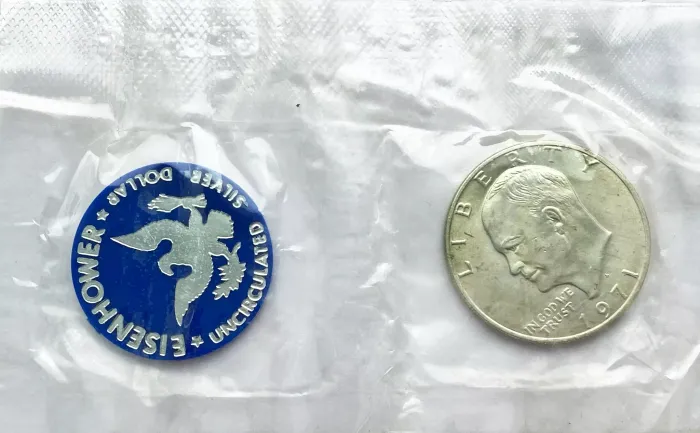 EISENHOWER ★ UNCIRCULATED SILVER DOLLAR ★
LIBERTY
IN GOD WE
TRUST
1971